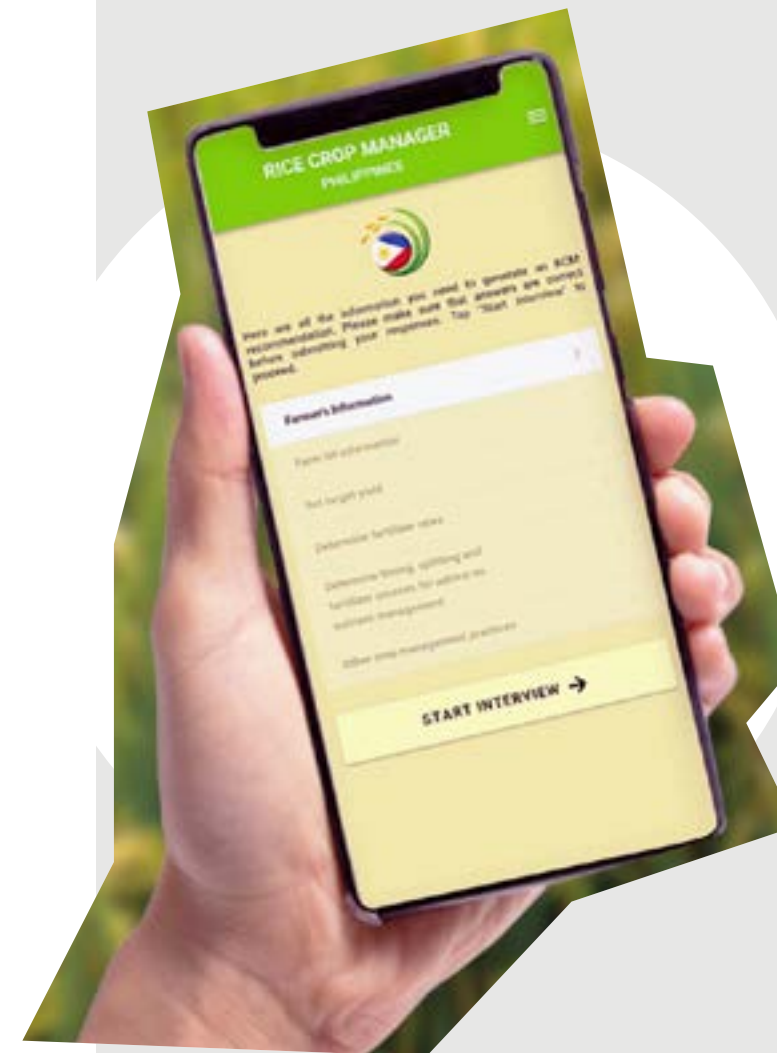 RICE CROP MANAGER
PHILIPPINES
Here are all the information you need to generate an RCM
recommendation. Please make sure that answers are correct
before submitting your responses. Tap "Start Interview" to
proceed.
Farmer's Information
Farm lot information
Set target yield
Determine fertilizer rates
Determine timing, splitting and
fertilizer sources for advice on
nutrient management
Other crop management practices
START INTERVIEW